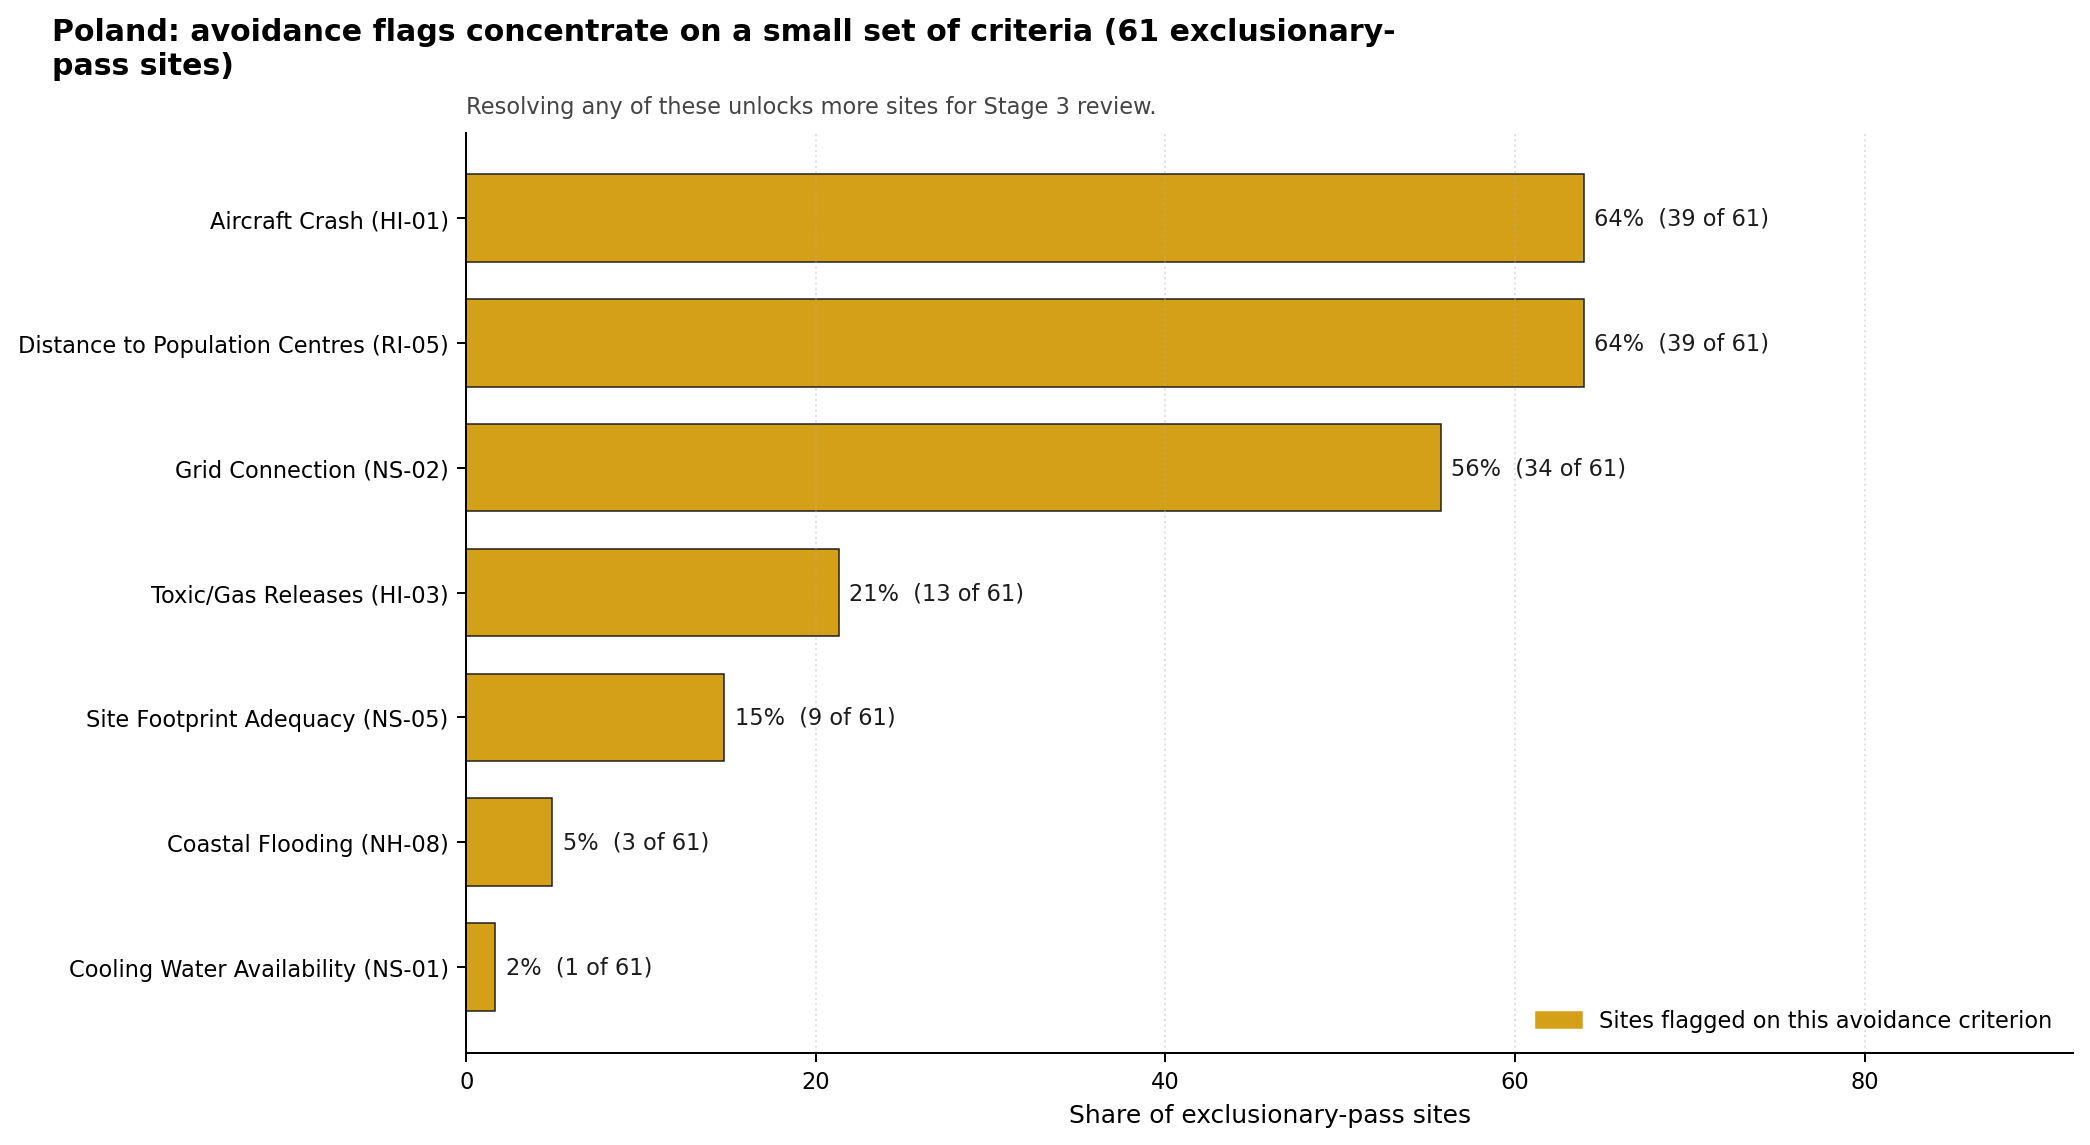 Poland: avoidance flags concentrate on a small set of criteria (61 exclusionary-
pass sites)
Resolving any of these unlocks more sites for Stage 3 review.
Aircraft Crash (HI-01)
64%  (39 of 61)
Distance to Population Centres (RI-05)
64%  (39 of 61)
Grid Connection (NS-02)
56%  (34 of 61)
Toxic/Gas Releases (HI-03)
21%  (13 of 61)
Site Footprint Adequacy (NS-05)
15%  (9 of 61)
Coastal Flooding (NH-08)
5%  (3 of 61)
Cooling Water Availability (NS-01)
2%  (1 of 61)
Sites flagged on this avoidance criterion
0 20 40 60 80
Share of exclusionary-pass sites